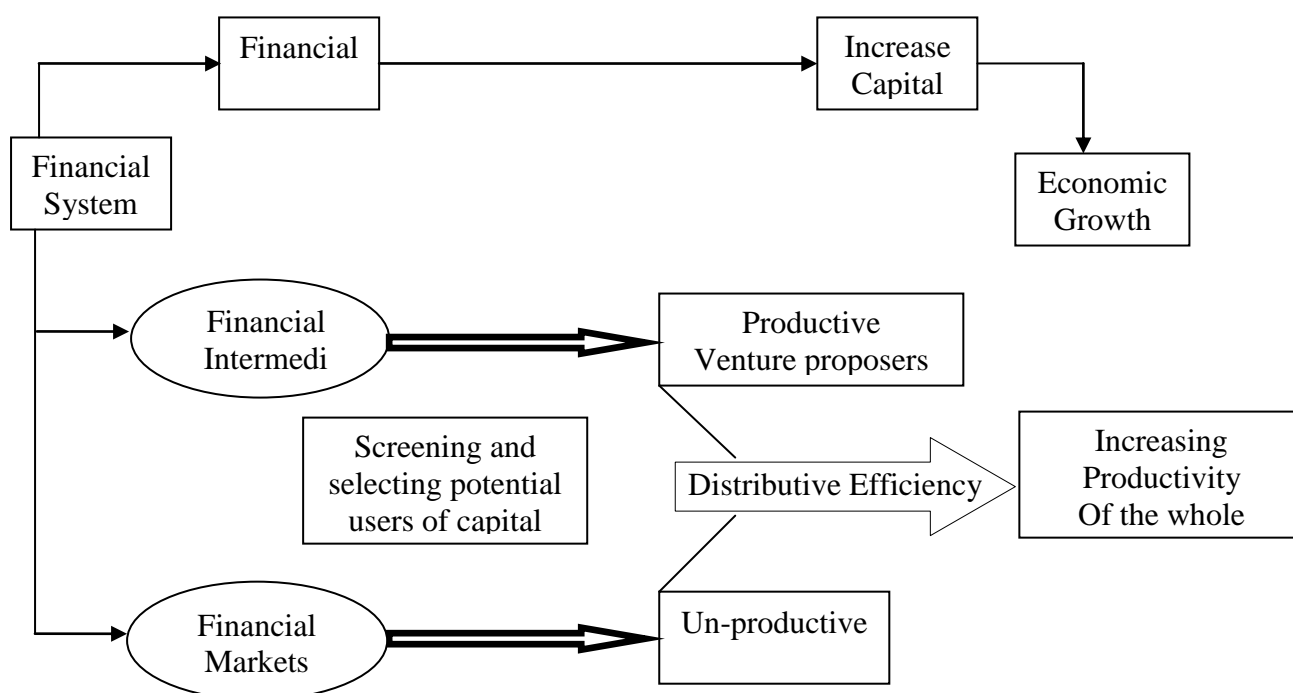 Financial
Increase
Capital
Financial
System
Economic
Growth
Financial
Intermedi
Productive
Venture proposers
Screening and
selecting potential
users of capital
Distributive Efficiency
Increasing
Productivity
Of the whole
Financial
Markets
Un-productive